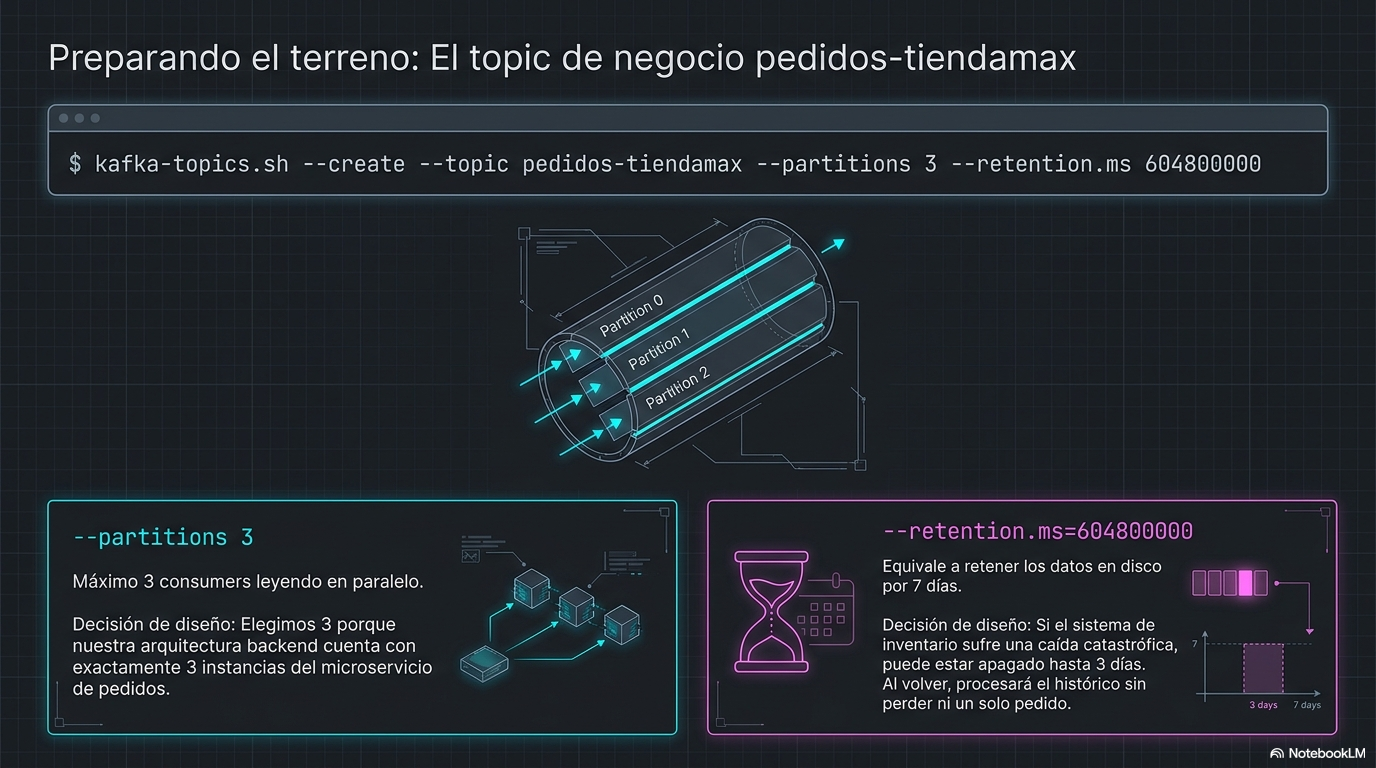 Preparando el terreno: El topic de negocio pedidos-tiendamax
$ kafka-topics.sh --create --topic pedidos-tiendamax --partitions 3 --retention.ms 604800000
Partition 0
Partition 1
Partition 2
--partitions 3
Máximo 3 consumers leyendo en paralelo.
Decisión de diseño: Elegimos 3 porque
nuestra arquitectura backend cuenta con
exactamente 3 instancias del microservicio
de pedidos.
--retention.ms=604800000
Equivale a retener los datos en disco
por 7 días.
Decisión de diseño: Si el sistema de
inventario sufre una caída catastrófica,
puede estar apagado hasta 3 días.
Al volver, procesará el histórico sin
perder ni un solo pedido.
7
3 days
7 days
NotebookLM